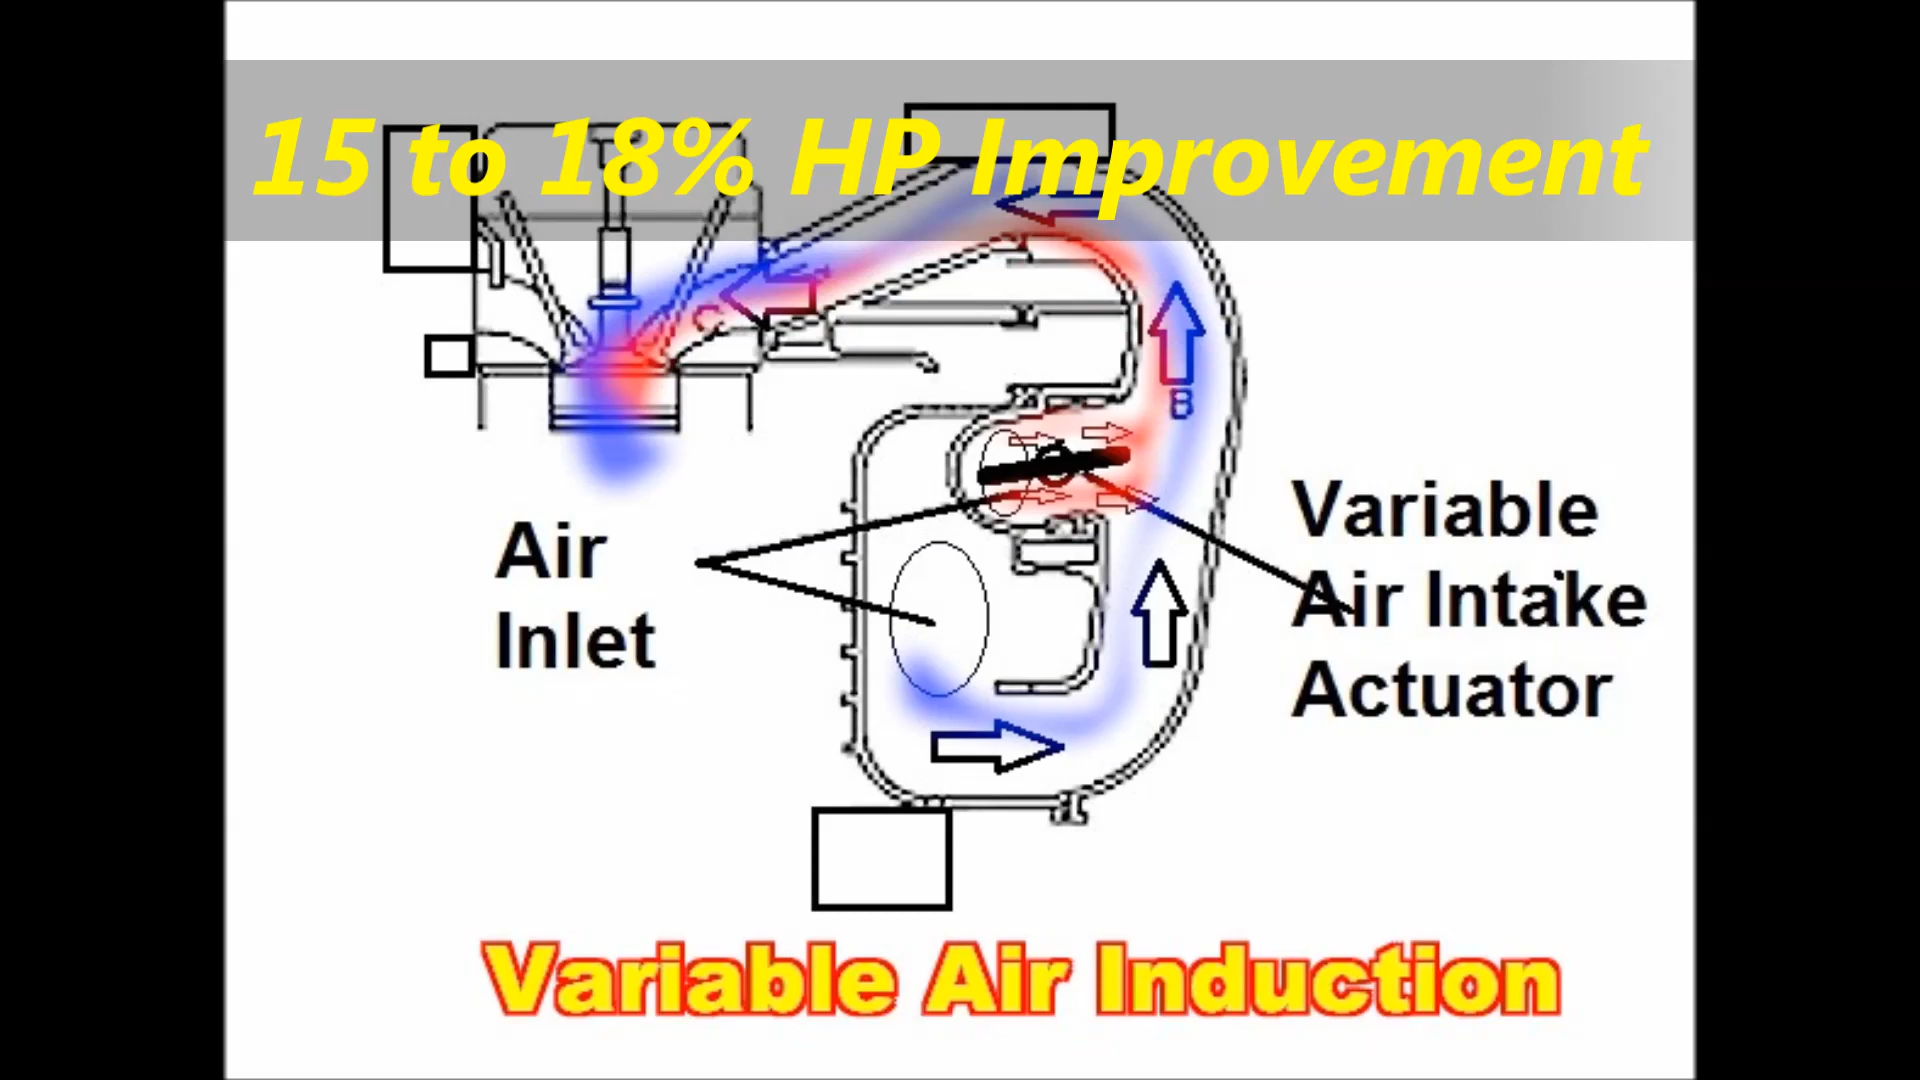 15 to 18% HP Improvement
C
B
Air
Inlet
Variable
Air Intake
Actuator
Variable Air Induction